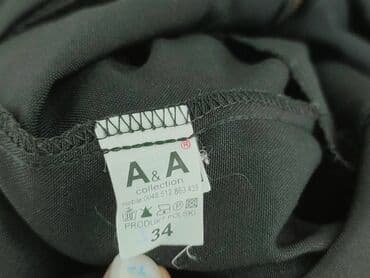 A & A ®
collection
PRODUKT POLSKI
34